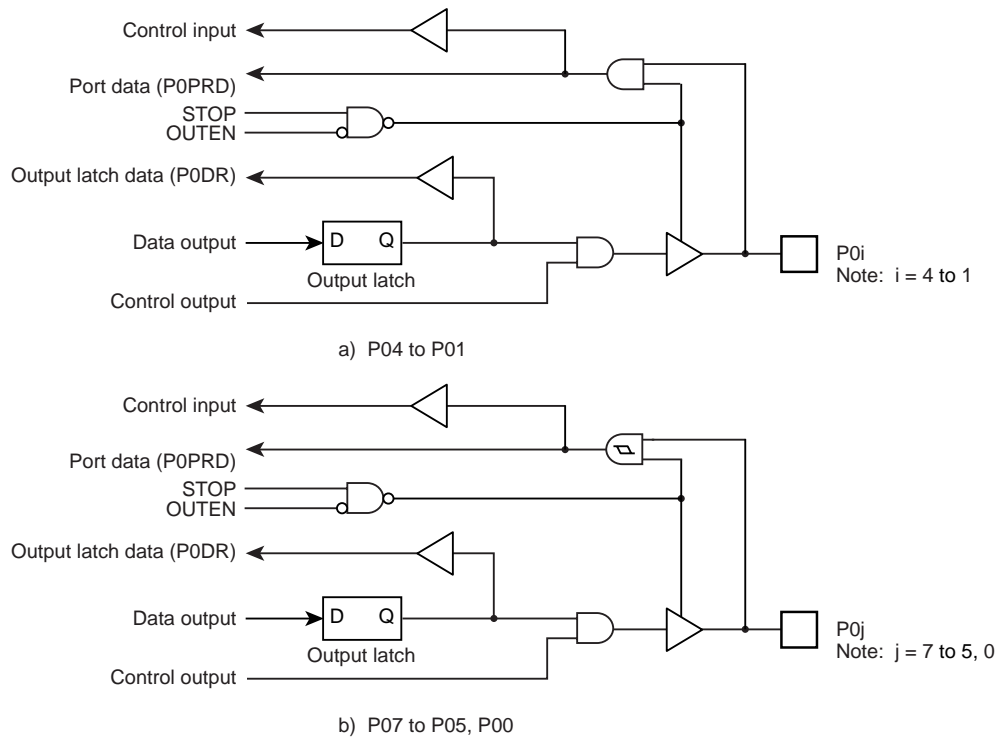 Control input
Port data (P0PRD)
STOP
OUTEN
Output latch data (P0DR)
Data output
D Q
Output latch
Control output
P0i
Note: i = 4 to 1
a) P04 to P01
Control input
Port data (P0PRD)
STOP
OUTEN
Output latch data (P0DR)
Data output
D Q
Output latch
Control output
P0j
Note: j = 7 to 5, 0
b) P07 to P05, P00